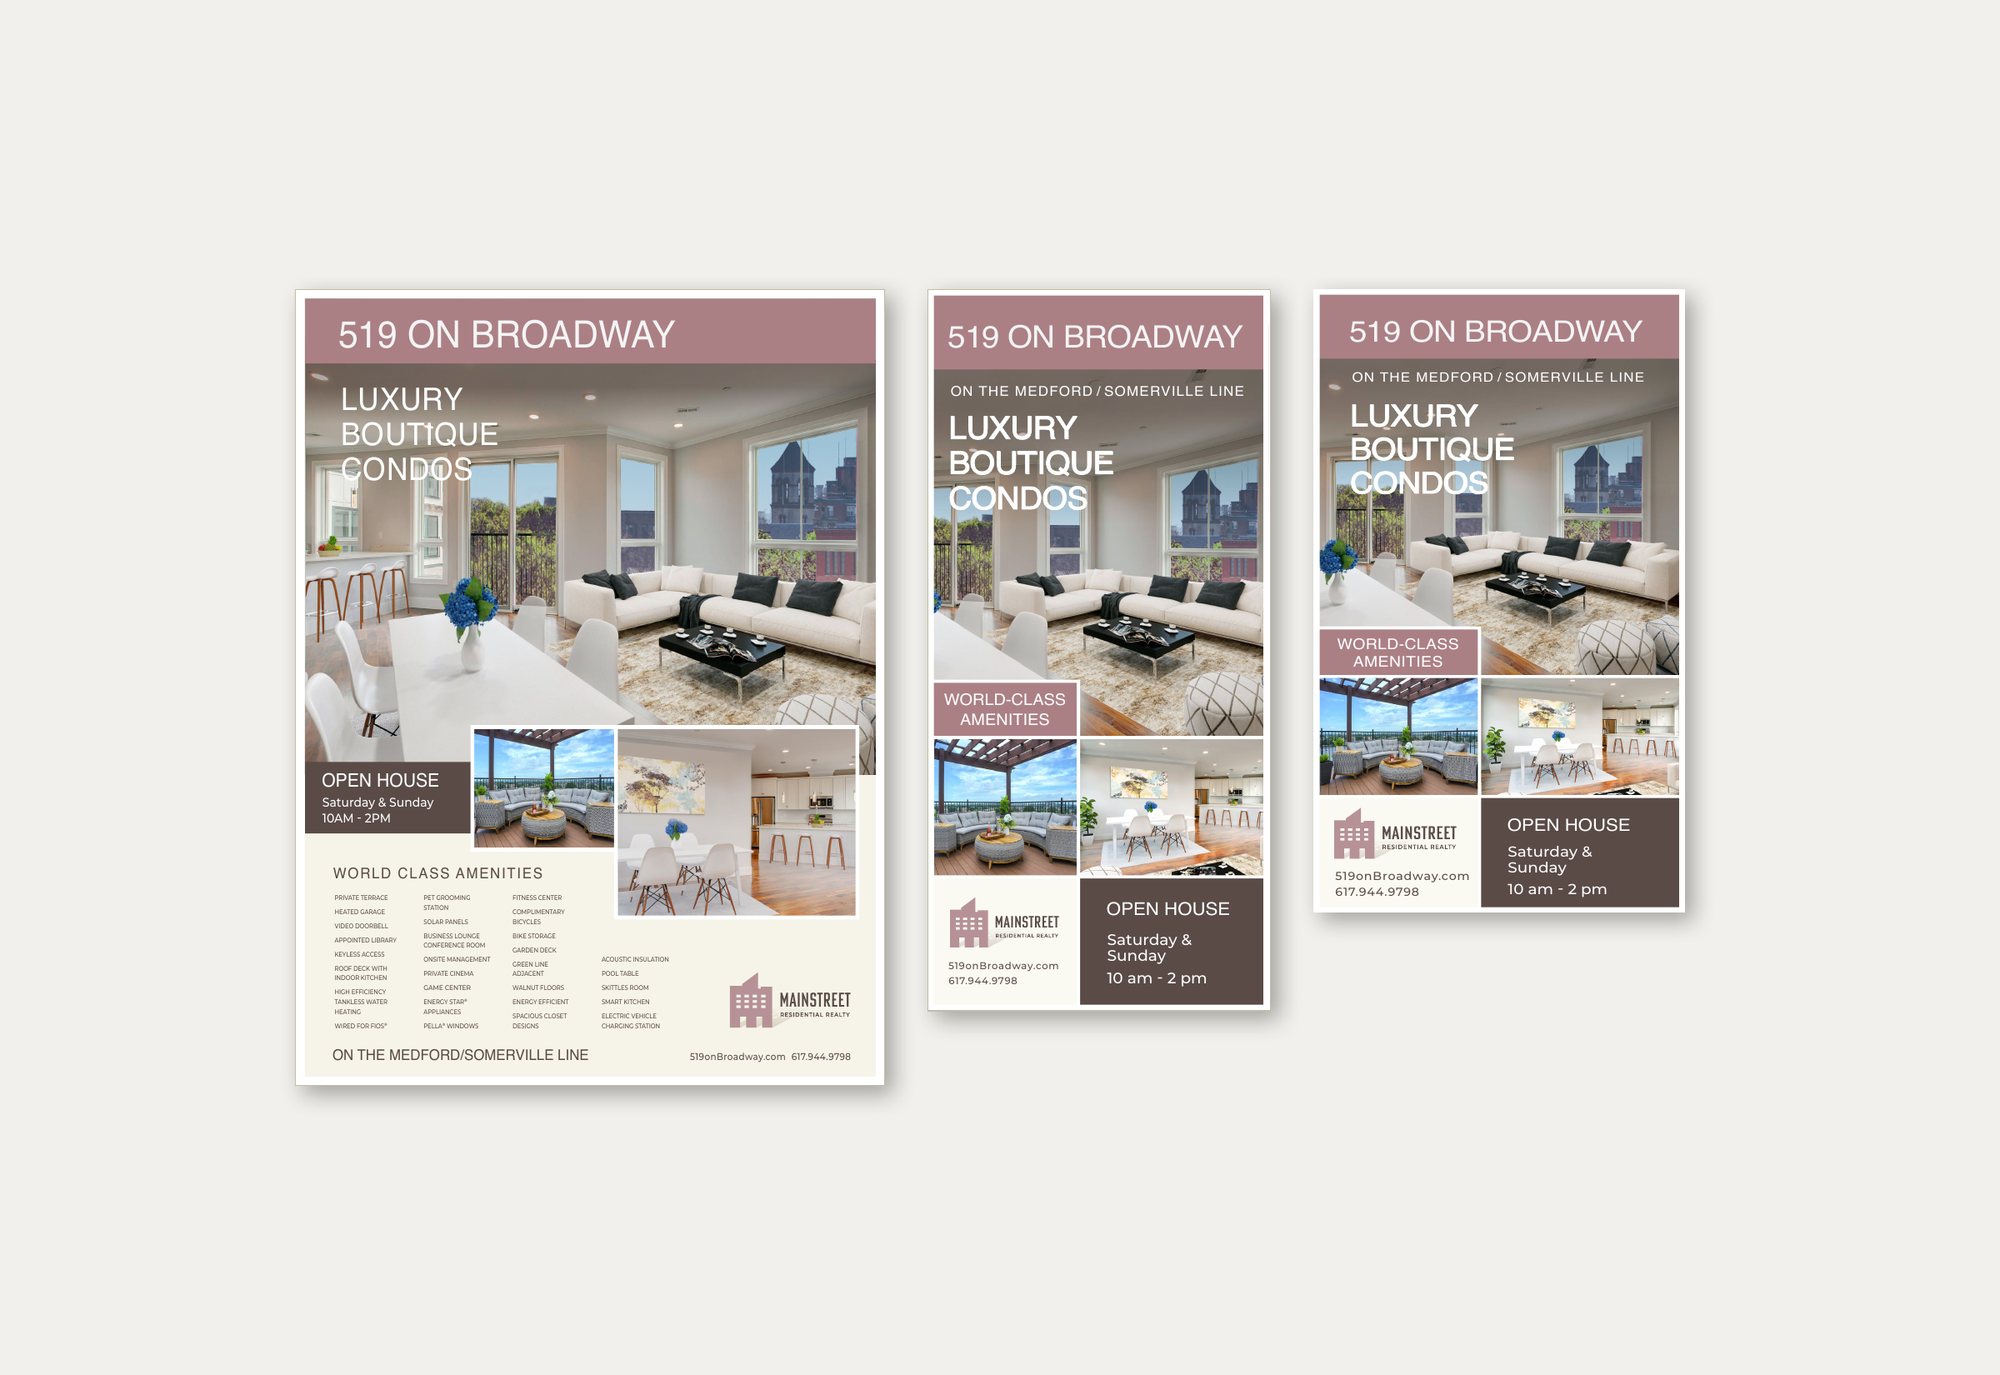 519 ON BROADWAY
LUXURY
BOUTIQUE
CONDOS
OPEN HOUSE
Saturday & Sunday
10AM - 2PM
WORLD CLASS AMENITIES
PRIVATE TERRACE
HEATED GARAGE
VIDEO DOORBELL
APPOINTED LIBRARY
KEYLESS ACCESS
ROOF DECK WITH
INDOOR KITCHEN
HIGH EFFICIENCY
TANKLESS WATER
HEATING
WIRED FOR FIOS®
PET GROOMING
STATION
SOLAR PANELS
BUSINESS LOUNGE
CONFERENCE ROOM
ONSITE MANAGEMENT
PRIVATE CINEMA
GAME CENTER
ENERGY STAR®
APPLIANCES
PELLA® WINDOWS
FITNESS CENTER
COMPLIMENTARY
BICYCLES
BIKE STORAGE
GARDEN DECK
GREEN LINE
ADJACENT
WALNUT FLOORS
ENERGY EFFICIENT
SPACIOUS CLOSET
DESIGNS
ACOUSTIC INSULATION
POOL TABLE
SKITTLES ROOM
SMART KITCHEN
ELECTRIC VEHICLE
CHARGING STATION
MAINSTREET
RESIDENTIAL REALTY
ON THE MEDFORD/SOMERVILLE LINE
519onBroadway.com 617.944.9798
519 ON BROADWAY
ON THE MEDFORD/SOMERVILLE LINE
LUXURY
BOUTIQUE
CONDOS
WORLD-CLASS
AMENITIES
MAINSTREET
RESIDENTIAL REALTY
519onBroadway.com
617.944.9798
OPEN HOUSE
Saturday &
Sunday
10 am - 2 pm
519 ON BROADWAY
ON THE MEDFORD/SOMERVILLE LINE
LUXURY
BOUTIQUE
CONDOS
WORLD-CLASS
AMENITIES
MAINSTREET
RESIDENTIAL REALTY
519onBroadway.com
617.944.9798
OPEN HOUSE
Saturday &
Sunday
10 am - 2 pm